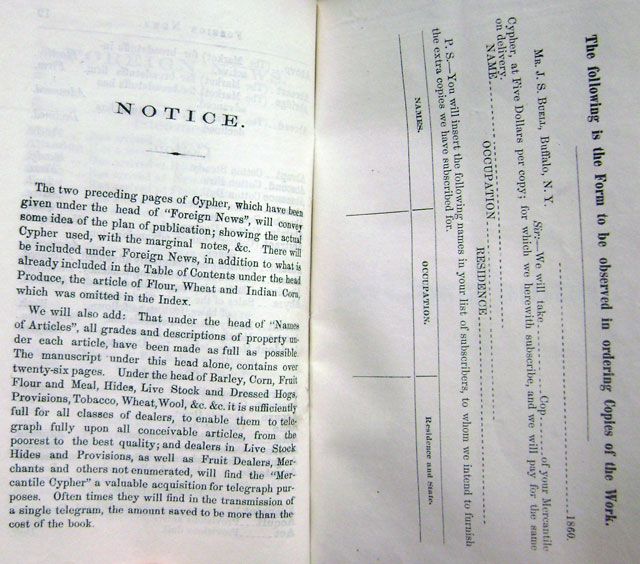 NOTICE.
The two preceding pages of Cypher, which have been
given under the head of "Foreign News", will convey
some idea of the plan of publication; showing the actual
Cypher used, with the marginal notes, &c. There will
be included under Foreign News, in addition to what is
already included in the Table of Contents under the head
Produce, the article of Flour, Wheat and Indian Corn,
which was omitted in the Index.
We will also add: That under the head of "Names
of Articles", all grades and descriptions of property un-
der each article, have been made as full as possible
The manuscript under this head alone, contains over
twenty-six pages. Under the head of Barley, Corn, Fruit
Flour and Meal, Hides, Live Stock and Dressed Hogs,
Provisions, Tobacco, Wheat, Wool, &c. &c. it is sufficiently
full for all classes of dealers, to enable them to tele-
graph fully upon all conceivable articles, from the
poorest to the best quality; and dealers in Live Stock
Hides and Provisions, as well as Fruit Dealers, Mer-
chants and others not enumerated, will find the "Mer-
cantile Cypher" a valuable acquisition for telegraph pur-
poses. Often times they will find in the transmission of
a single telegram, the amount saved to be more than the
cost of the book.
The following is the Form to be observed in ordering Copies of the Work.
1860.
Mr. J. S. Buell, Buffalo, N. Y. Sir:—We will take Cop of your Mercantile
Cypher, at Five Dollars per copy; for which we herewith subscribe, and we will pay for the same
on delivery.
NAME
OCCUPATION
RESIDENCE
P. S.—You will insert the following names in your list of subscribers, to whom we intend to furnish
the extra copies we have subscribed for.
NAMES. OCCUPATION. Residence and State.